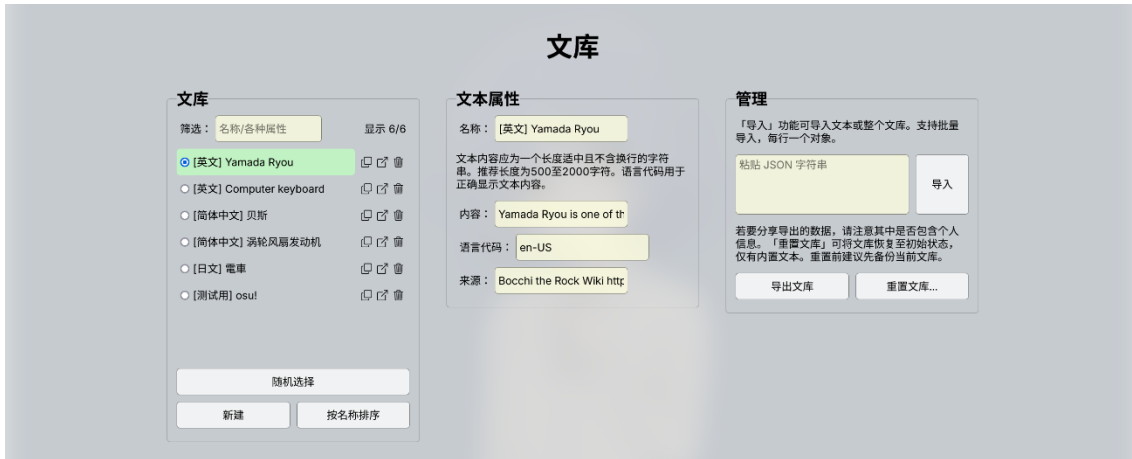 文库
文库
筛选： 名称/各种属性 显示 6/6
[英文] Yamada Ryou
[英文] Computer keyboard
[简体中文] 贝斯
[简体中文] 涡轮风扇发动机
[日文] 電車
[测试用] osu!
随机选择
新建 按名称排序
文本属性
名称： [英文] Yamada Ryou
文本内容应为一个长度适中且不含换行的字符
串。推荐长度为500至2000字符。语言代码用于
正确显示文本内容。
内容： Yamada Ryou is one of th
语言代码： en-US
来源： Bocchi the Rock Wiki http
管理
「导入」功能可导入文本或整个文库。支持批量
导入，每行一个对象。
粘贴 JSON 字符串
导入
若要分享导出的数据，请注意其中是否包含个人
信息。「重置文库」可将文库恢复至初始状态，
仅有内置文本。重置前建议先备份当前文库。
导出文库 重置文库...